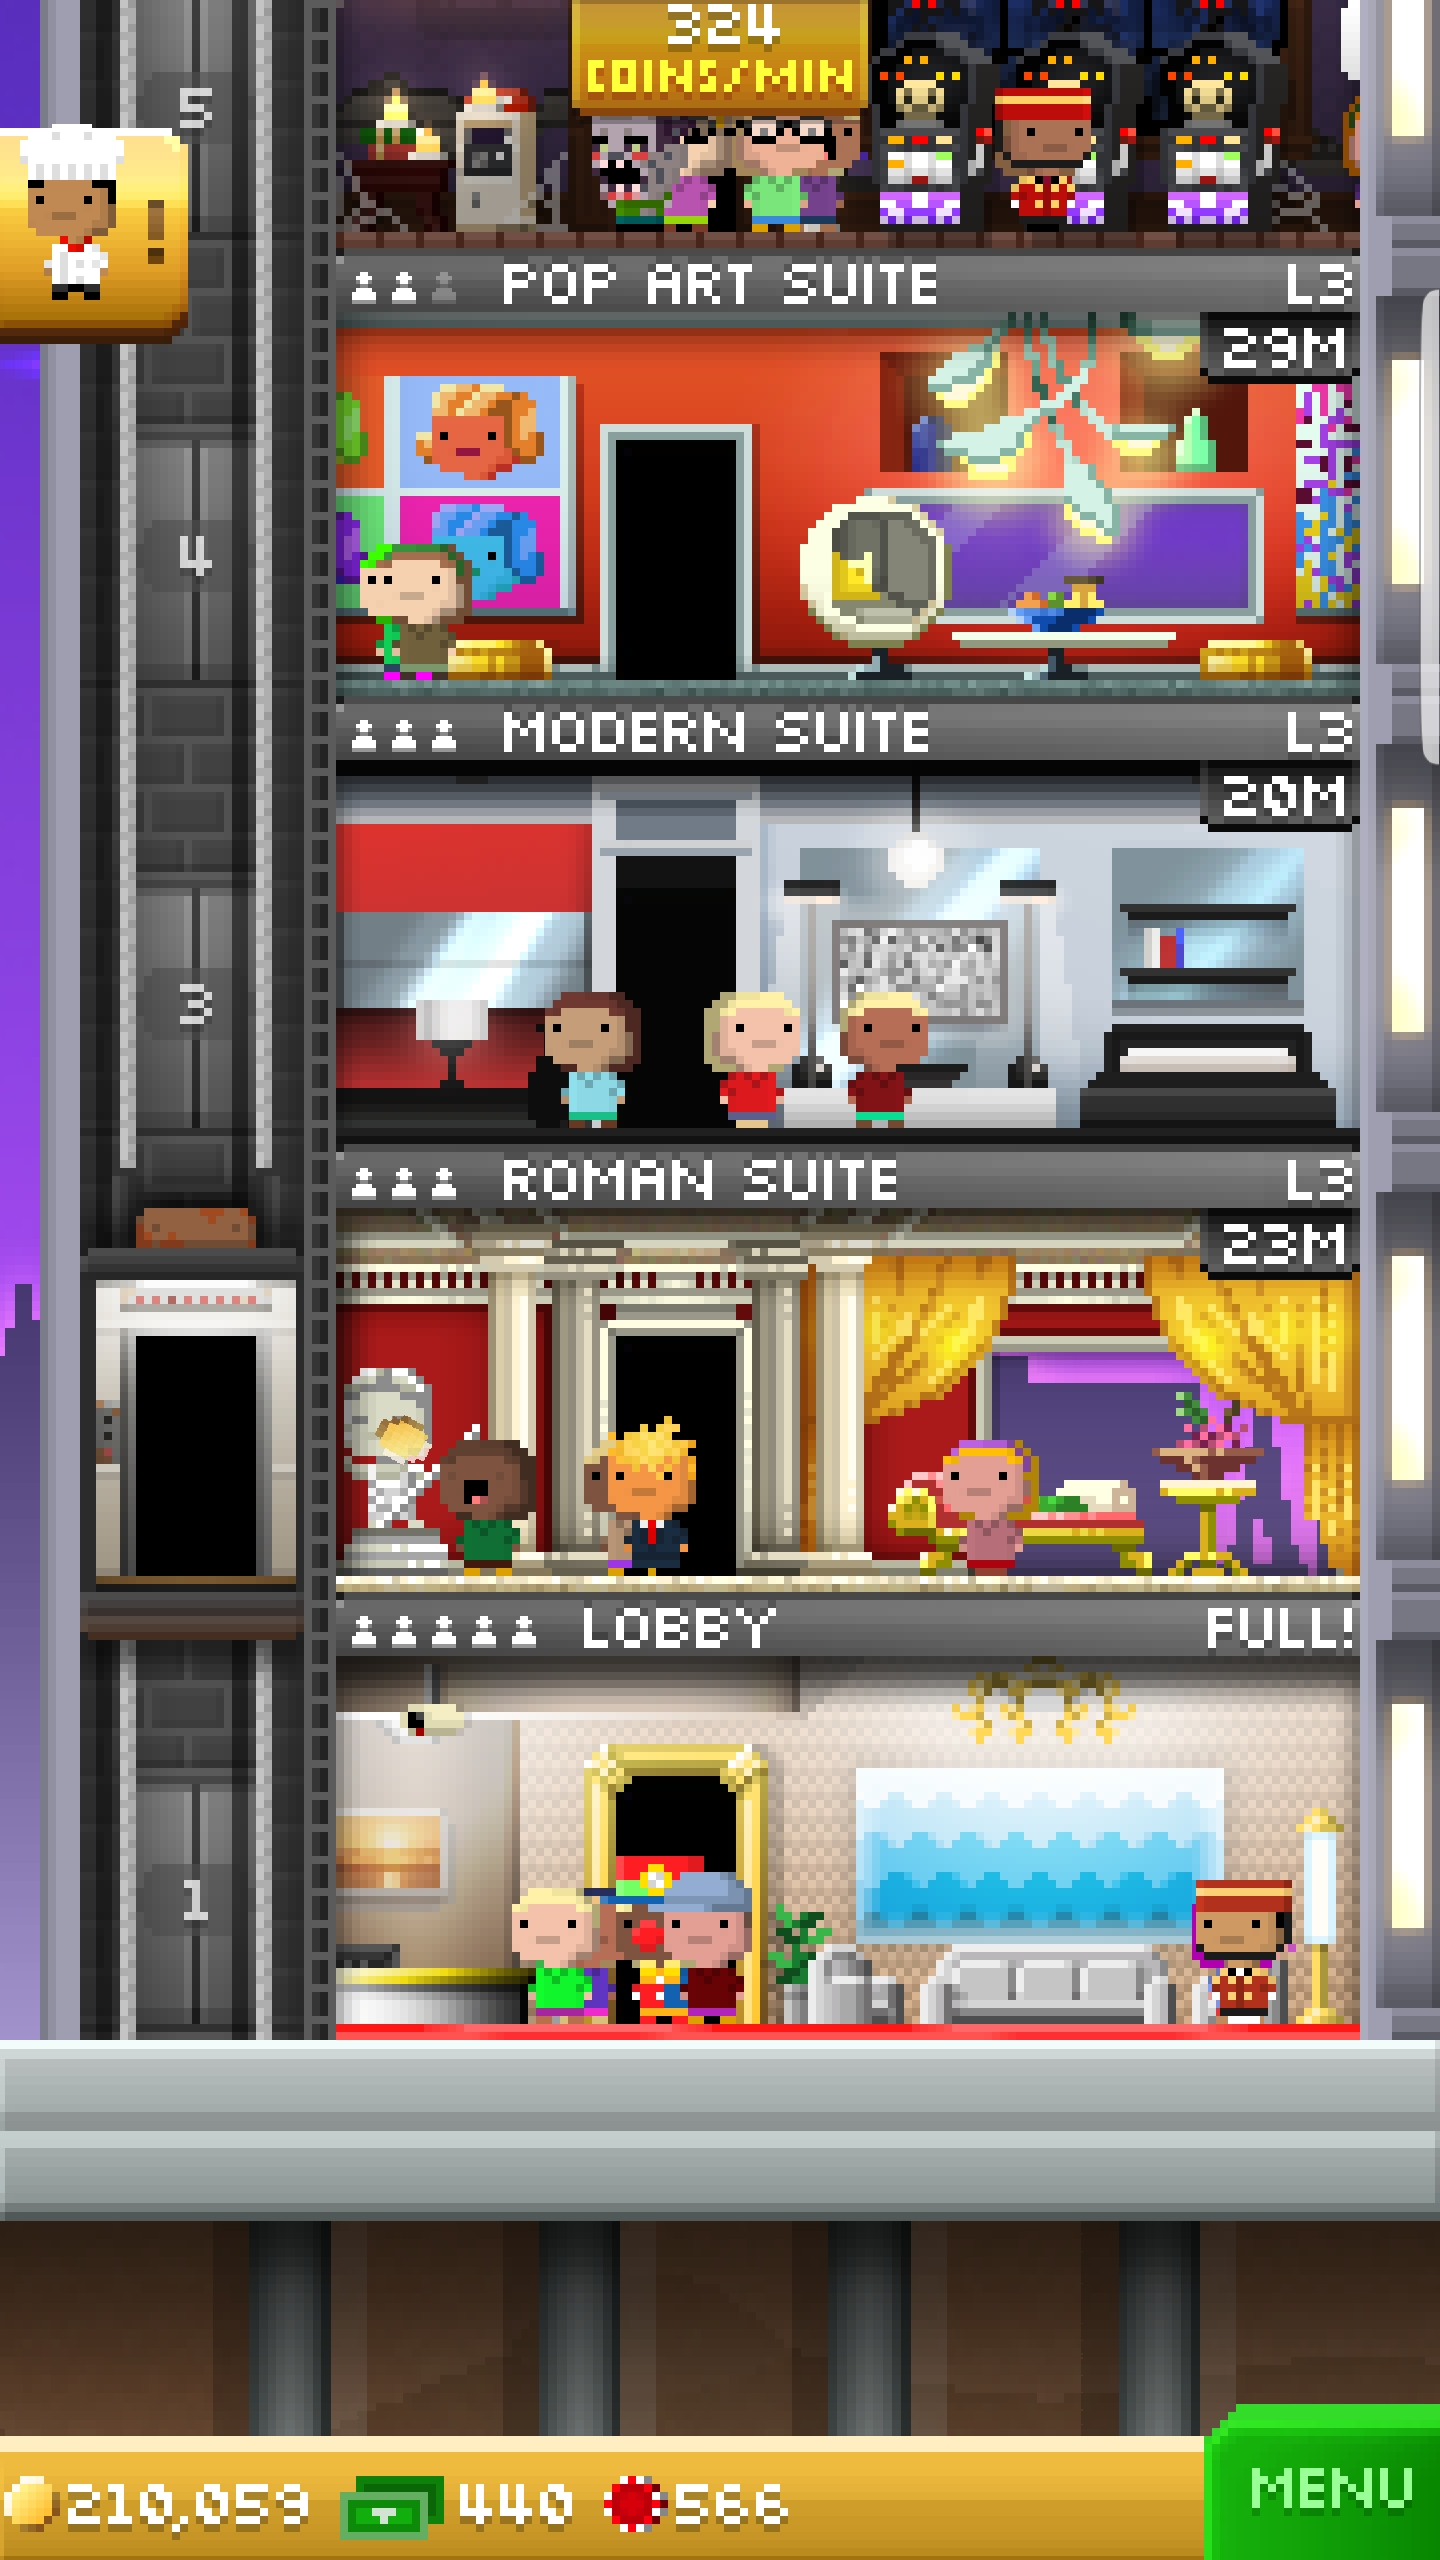 324
COINS/MIN
5
!
POP ART SUITE L3
29M
4
MODERN SUITE L3
20M
3
ROMAN SUITE L3
23M
LOBBY FULL!
1
210,059 440 566
MENU